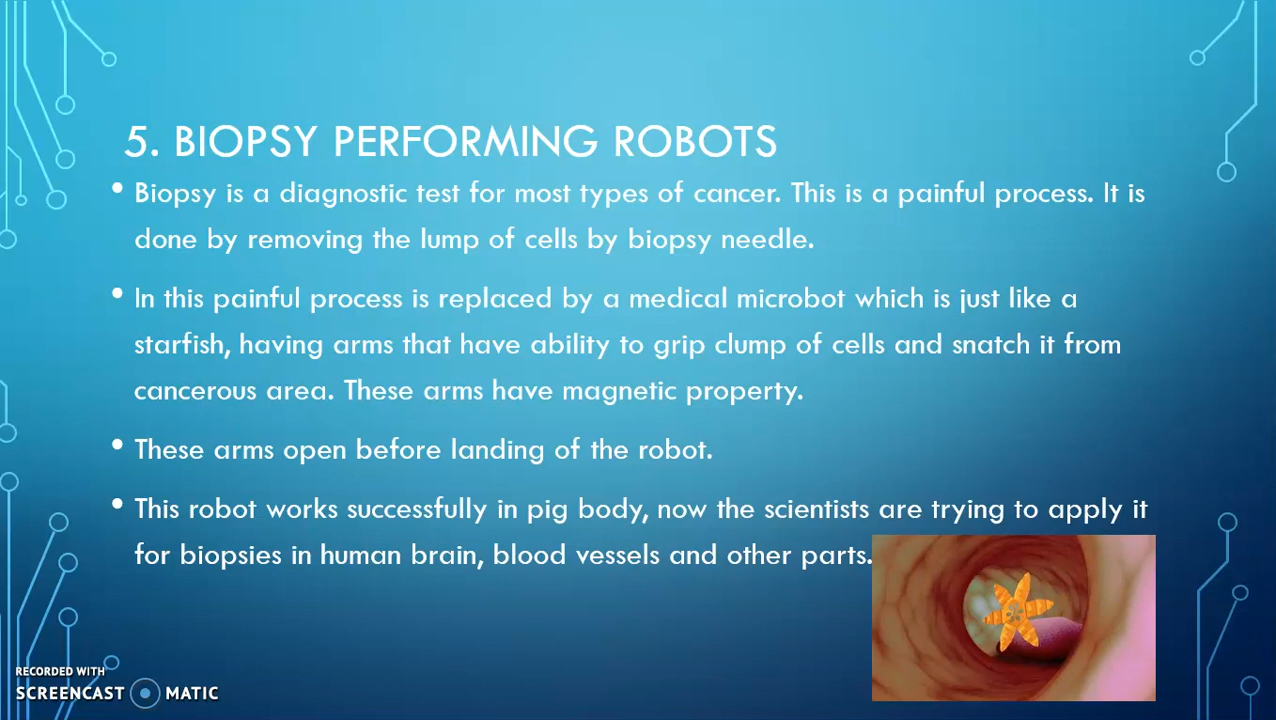 5. BIOPSY PERFORMING ROBOTS
• Biopsy is a diagnostic test for most types of cancer. This is a painful process. It is
done by removing the lump of cells by biopsy needle.
• In this painful process is replaced by a medical microbot which is just like a
starfish, having arms that have ability to grip clump of cells and snatch it from
cancerous area. These arms have magnetic property.
• These arms open before landing of the robot.
• This robot works successfully in pig body, now the scientists are trying to apply it
for biopsies in human brain, blood vessels and other parts.
RECORDED WITH
SCREENCAST MATIC